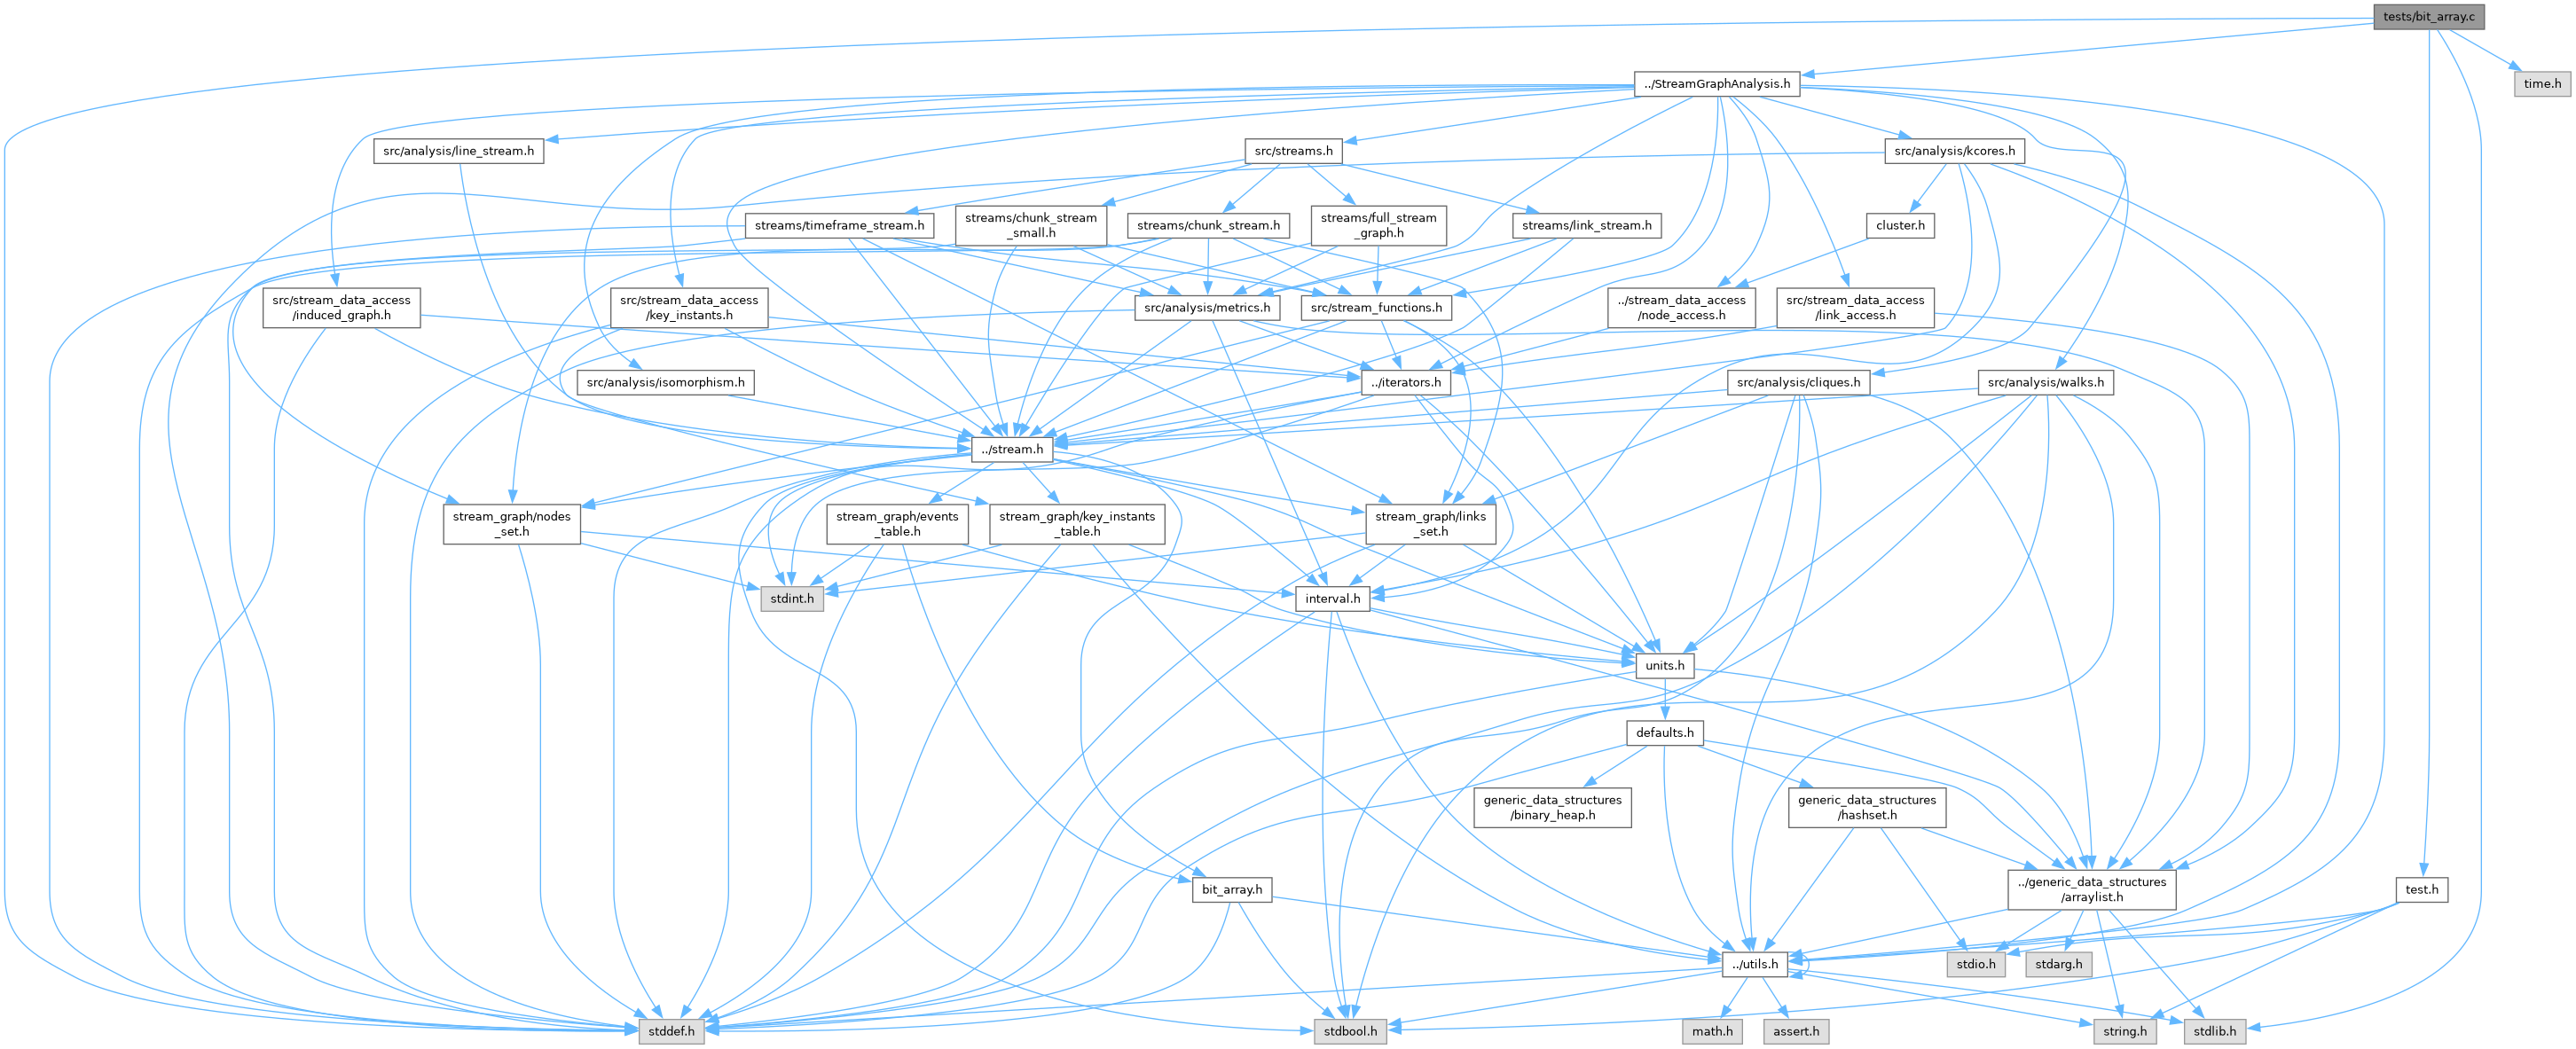 tests/bit_array.c
../StreamGraphAnalysis.h
time.h
src/analysis/line_stream.h
src/streams.h
src/analysis/kcores.h
streams/timeframe_stream.h
streams/chunk_stream
_small.h
streams/chunk_stream.h
streams/full_stream
_graph.h
streams/link_stream.h
cluster.h
src/stream_data_access
/induced_graph.h
src/stream_data_access
/key_instants.h
src/analysis/metrics.h
src/stream_functions.h
../stream_data_access
/node_access.h
src/stream_data_access
/link_access.h
src/analysis/isomorphism.h
../iterators.h
src/analysis/cliques.h
src/analysis/walks.h
../stream.h
stream_graph/nodes
_set.h
stream_graph/events
_table.h
stream_graph/key_instants
_table.h
stream_graph/links
_set.h
stdint.h
interval.h
units.h
defaults.h
generic_data_structures
/binary_heap.h
generic_data_structures
/hashset.h
bit_array.h
../generic_data_structures
/arraylist.h
test.h
../utils.h
stdio.h
stdarg.h
stddef.h
stdbool.h
math.h
assert.h
string.h
stdlib.h